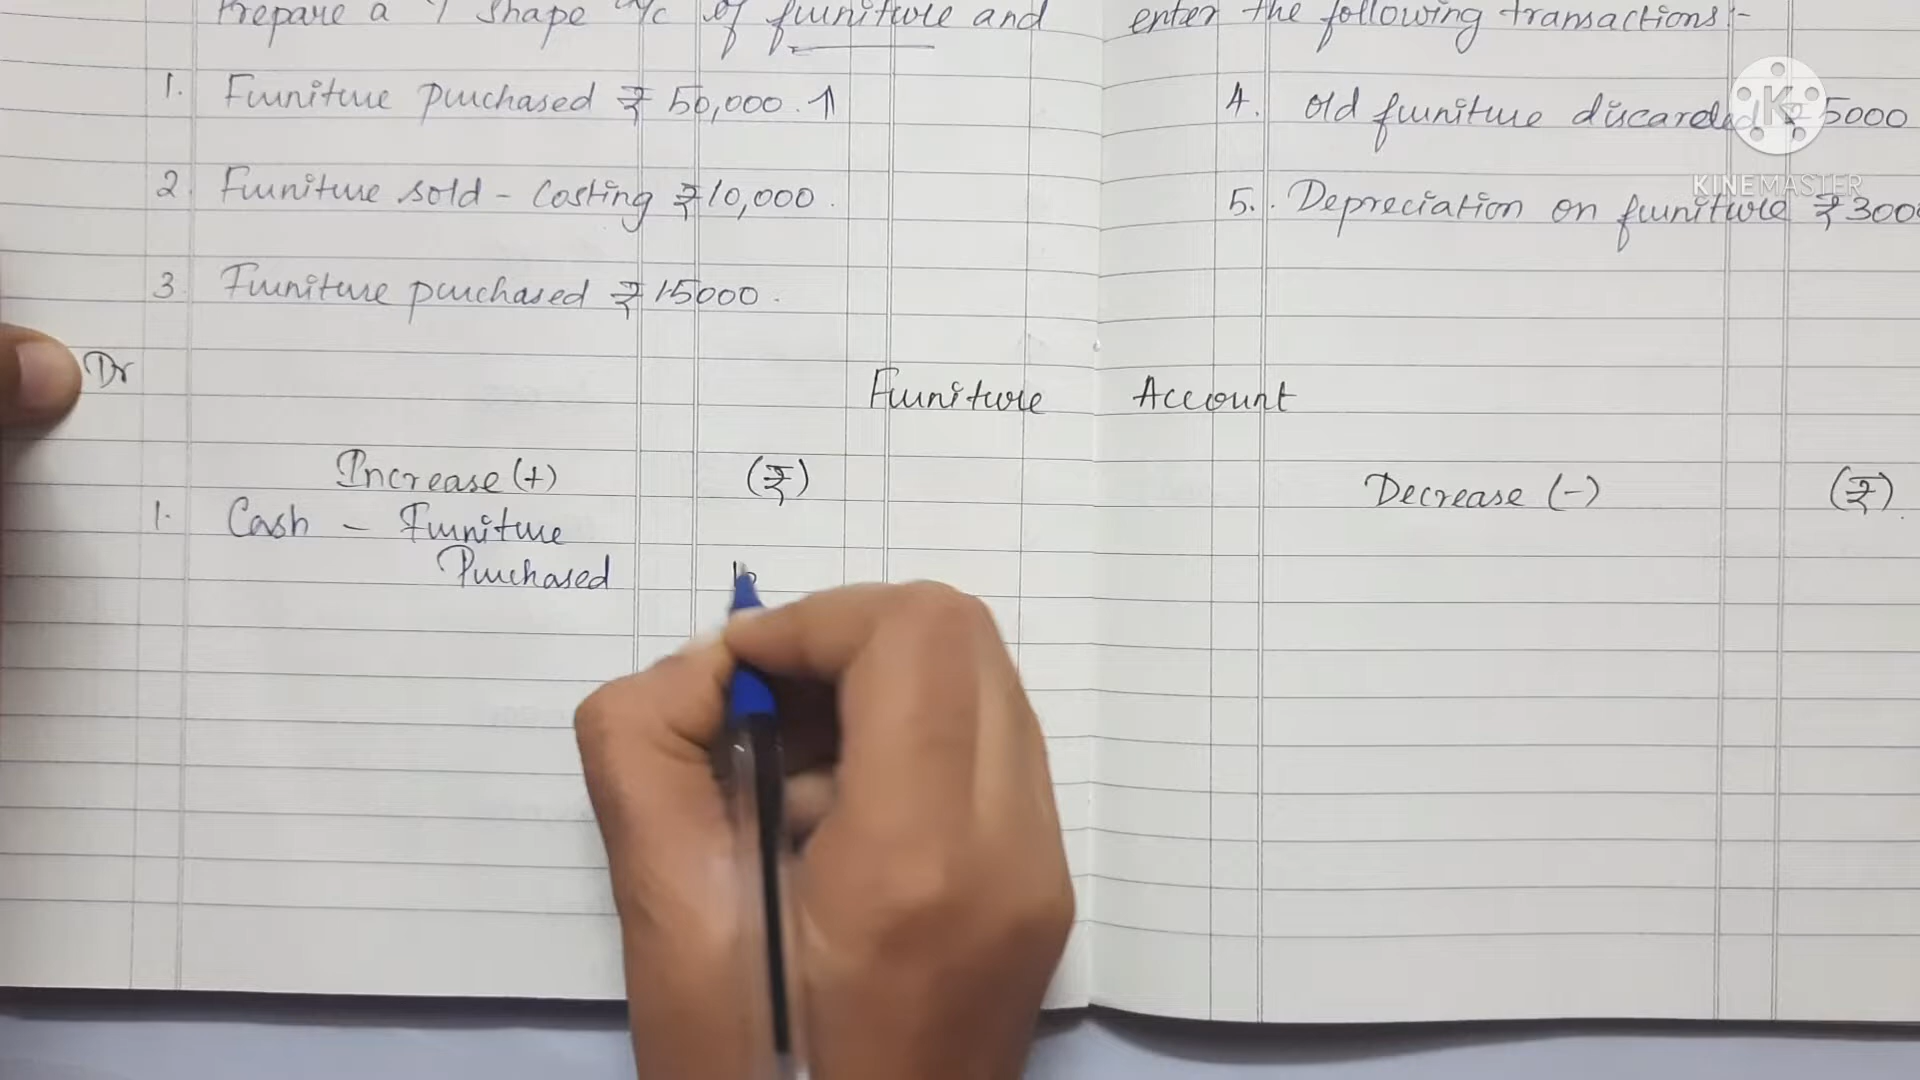 Prepare a T shape A/c of furniture and enter the following transactions:-
1. Furniture purchased ₹ 50,000. ↑
2. Furniture sold - Costing ₹10,000.
3. Furniture purchased ₹ 15000.
4. Old furniture discarded 5000
5. Depreciation on furniture ₹300
KINEMASTER
Dr
Furniture Account
Increase (+) (₹)
Decrease (-) (₹)
1. Cash - Furniture
Purchased